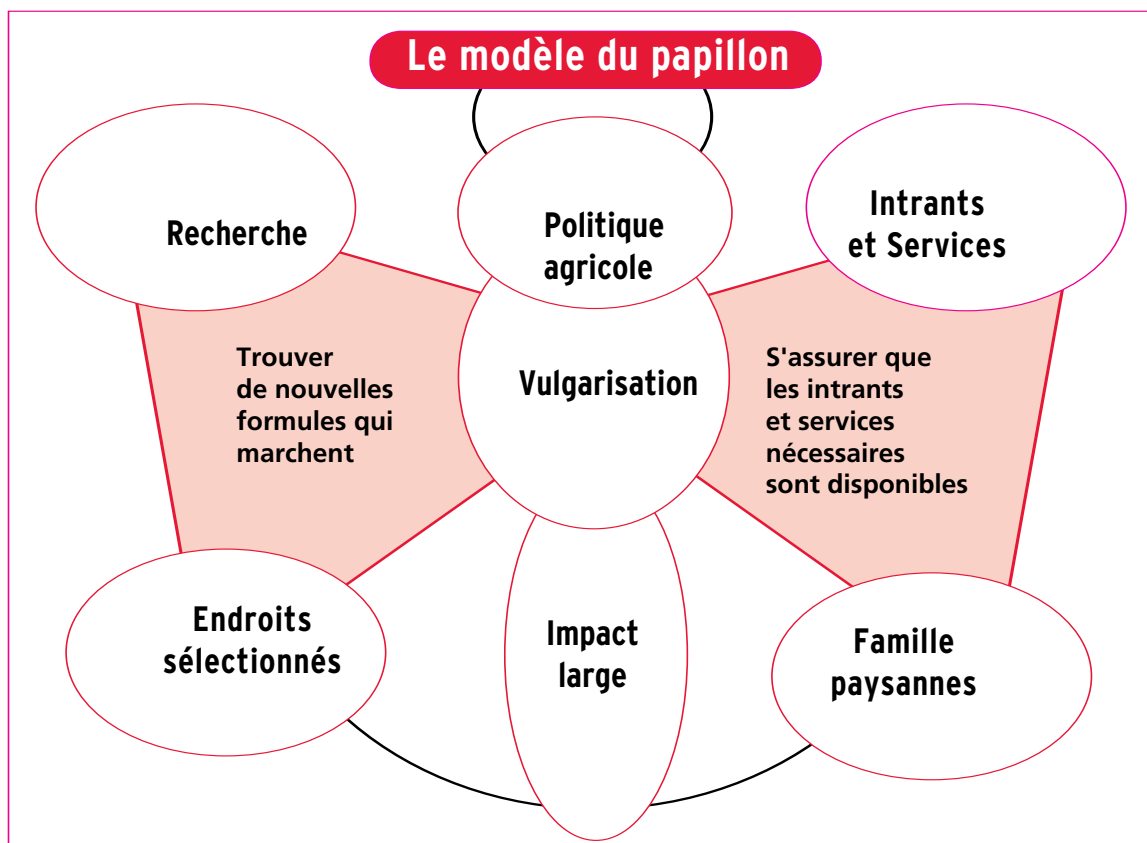 Le modèle du papillon
Recherche
Politique
agricole
Intrants
et Services
Trouver
de nouvelles
formules qui
marchent
Vulgarisation
S'assurer que
les intrants
et services
nécessaires
sont disponibles
Endroits
sélectionnés
Impact
large
Famille
paysannes